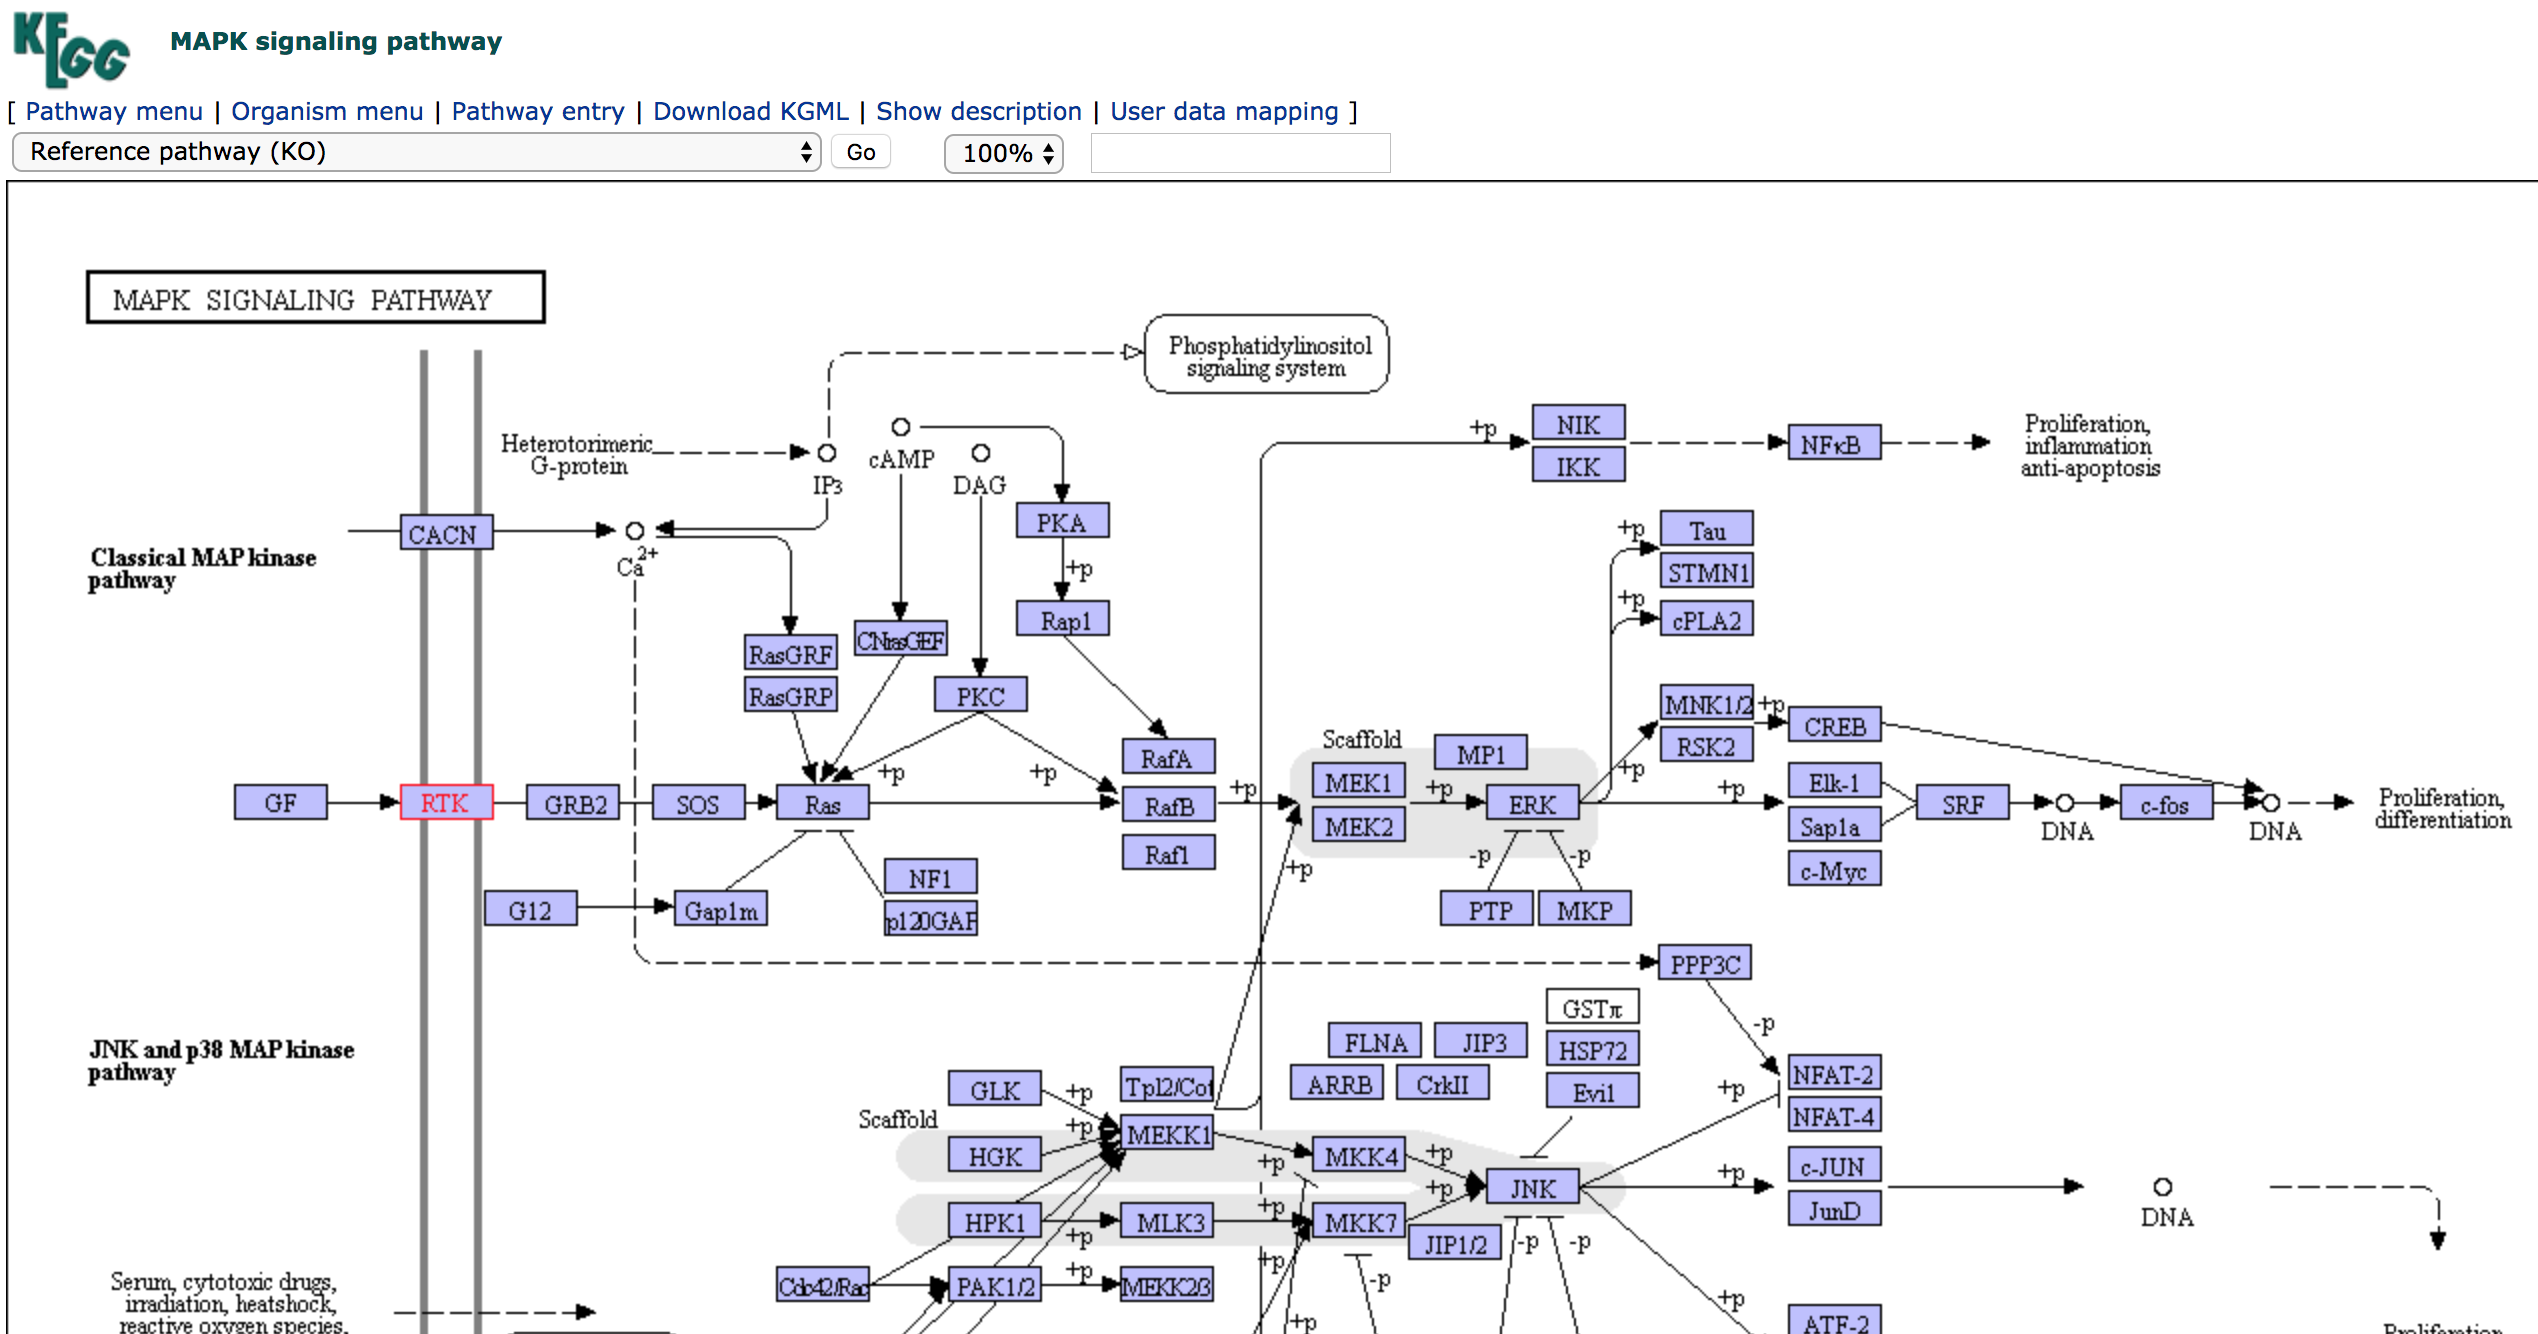 KEGG
MAPK signaling pathway
[ Pathway menu | Organism menu | Pathway entry | Download KGML | Show description | User data mapping ]
Reference pathway (KO)
Go
100%
MAPK SIGNALING PATHWAY
Phosphatidylinositol
signaling system
Heterotorimeric
G-protein
IP3
cAMP
DAG
PKA
+p
Rap1
CACN
Ca2+
Classical MAP kinase
pathway
RasGRF
RasGRP
CNrasGEF
PKC
+p
NIK
IKK
NFκB
Proliferation,
inflammation
anti-apoptosis
+p
Tau
STMN1
+p
cPLA2
MNK1/2
+p
RSK2
CREB
+p
GF
RTK
GRB2
SOS
Ras
+p
+p
RafA
RafB
Raf1
+p
Scaffold
MEK1
MEK2
+p
MP1
ERK
+p
Elk-1
Sap1a
c-Myc
SRF
DNA
c-fos
DNA
Proliferation,
differentiation
G12
Gap1m
NF1
p120GAP
+p
-p
-p
PTP
MKP
PPP3C
-p
JNK and p38 MAP kinase
pathway
GSTπ
HSP72
Evi1
FLNA
JIP3
ARRB
CrkII
NFAT-2
NFAT-4
+p
Scaffold
GLK
+p
Tpl2/Cot
HGK
+p
MEKK1
+p
MKK4
+p
JNK
+p
c-JUN
JunD
DNA
HPK1
+p
MLK3
+p
MKK7
+p
JIP1/2
-p
-p
Cdc42/Rac
PAK1/2
+p
MEKK2/3
+p
-p
+p
+p
ATF-2
Serum, cytotoxic drugs,
irradiation, heatshock,
reactive oxygen species,
Proliferation